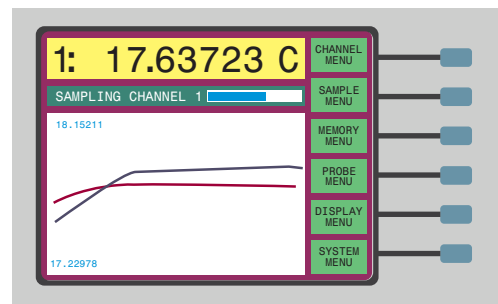 1: 17.63723 C
SAMPLING CHANNEL 1
18.15211
17.22978
CHANNEL
MENU
SAMPLE
MENU
MEMORY
MENU
PROBE
MENU
DISPLAY
MENU
SYSTEM
MENU